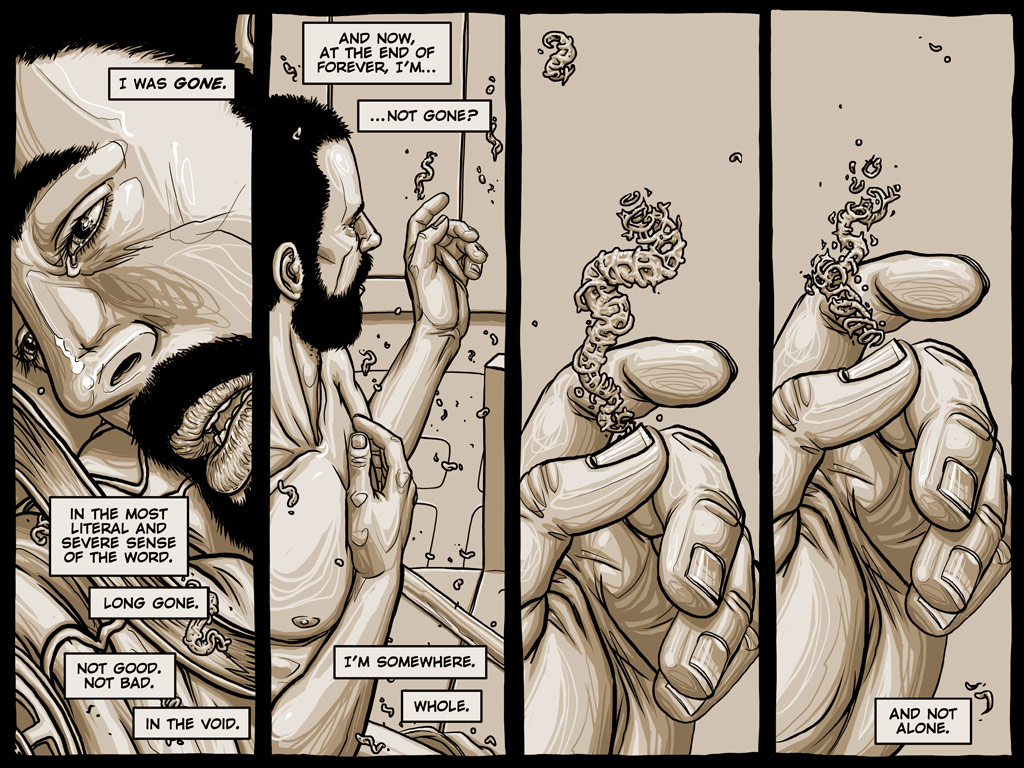 I WAS GONE.
IN THE MOST
LITERAL AND
SEVERE SENSE
OF THE WORD.
LONG GONE.
NOT GOOD.
NOT BAD.
IN THE VOID.
AND NOW,
AT THE END OF
FOREVER, I'M...
...NOT GONE?
I'M SOMEWHERE.
WHOLE.
AND NOT
ALONE.